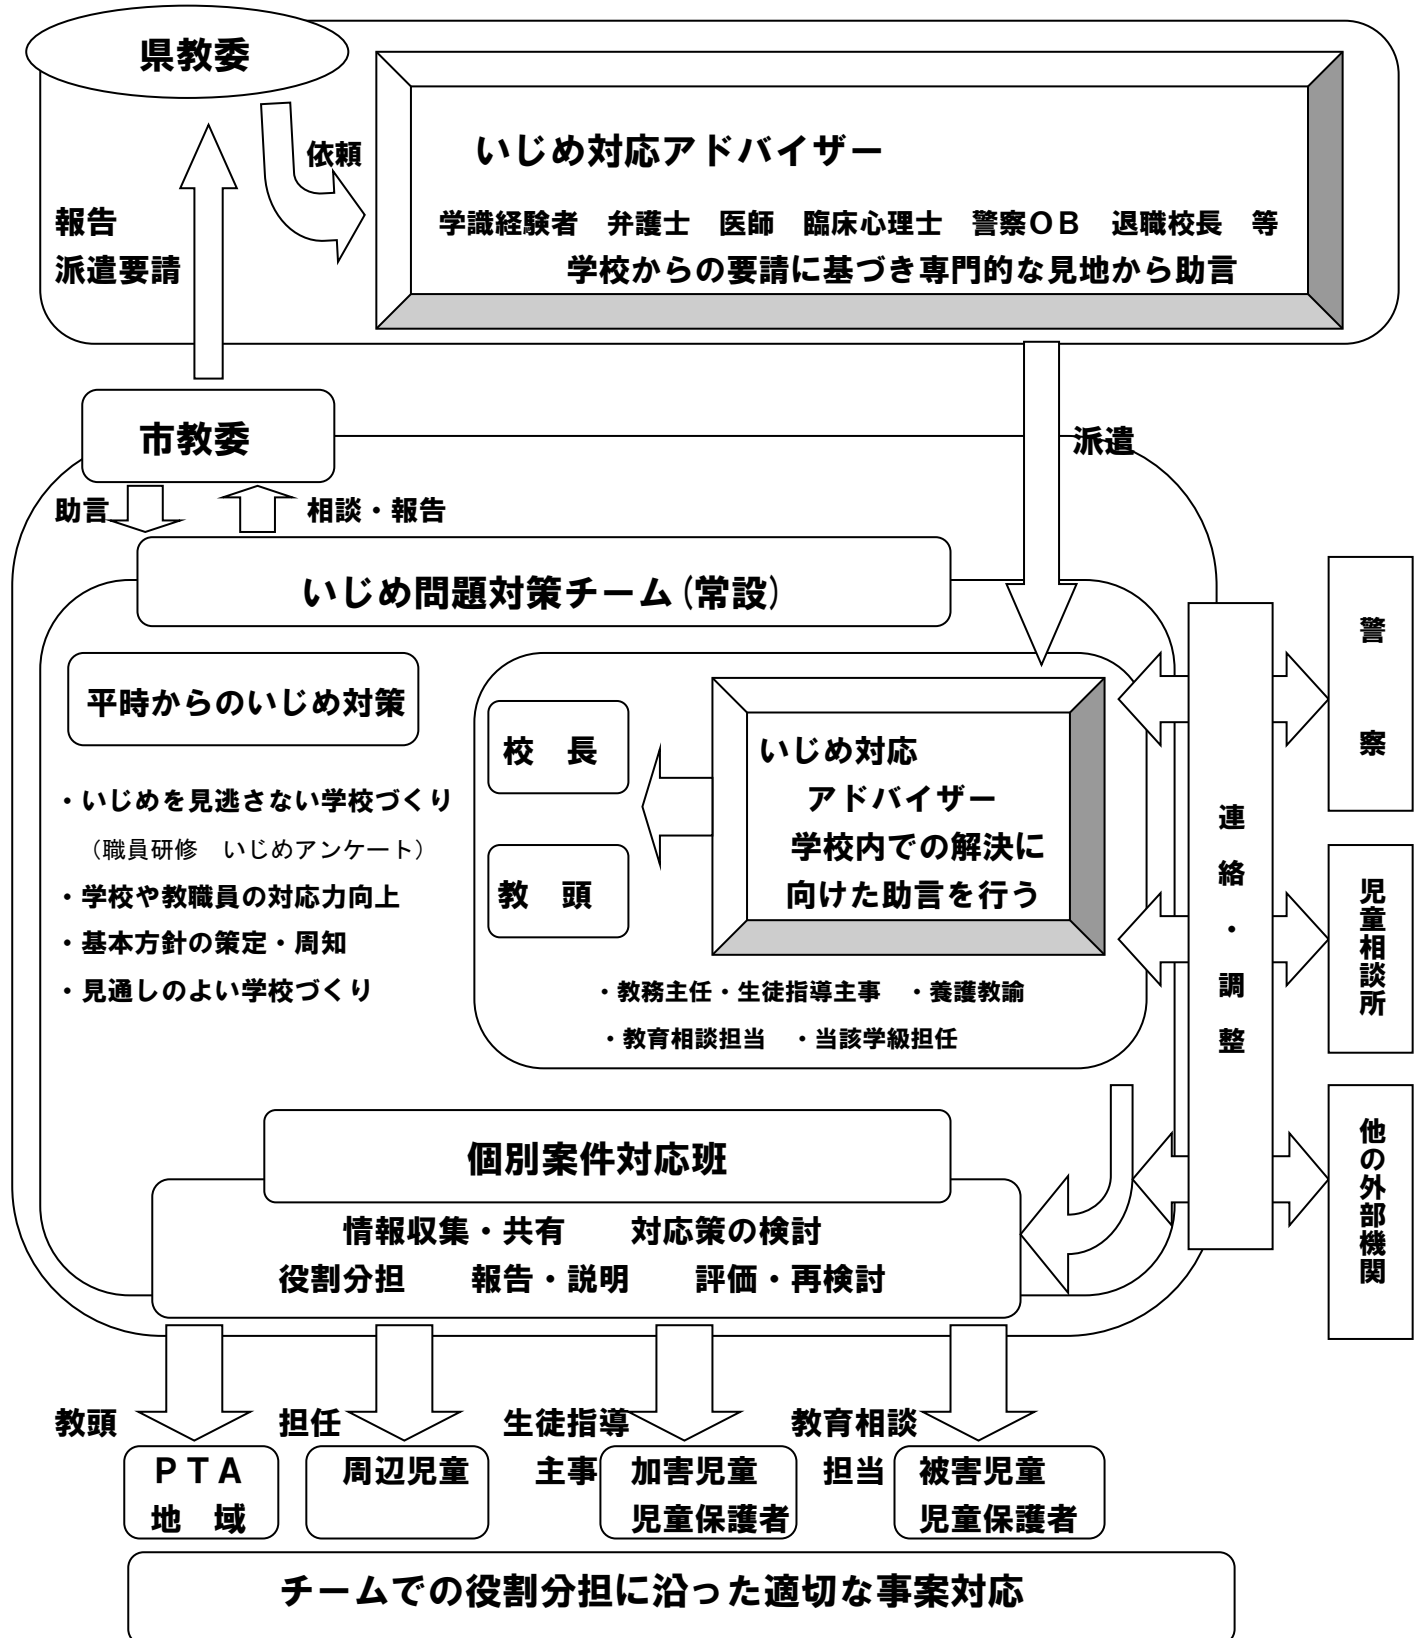 県教委
依頼
いじめ対応アドバイザー
学識経験者　弁護士　医師　臨床心理士　警察ＯＢ　退職校長　等
学校からの要請に基づき専門的な見地から助言
報告
派遣要請
市教委
派遣
助言
相談・報告
いじめ問題対策チーム(常設)
平時からのいじめ対策
・いじめを見逃さない学校づくり
（職員研修　いじめアンケート）
・学校や教職員の対応力向上
・基本方針の策定・周知
・見通しのよい学校づくり
校　長
教　頭
いじめ対応
アドバイザー
学校内での解決に
向けた助言を行う
・教務主任・生徒指導主事　・養護教諭
・教育相談担当　・当該学級担任
連絡・調整
警察
児童相談所
他の外部機関
個別案件対応班
情報収集・共有　　対応策の検討
役割分担　　報告・説明　　評価・再検討
教頭
ＰＴＡ
地　域
担任
周辺児童
生徒指導
主事
加害児童
児童保護者
教育相談
担当
被害児童
児童保護者
チームでの役割分担に沿った適切な事案対応